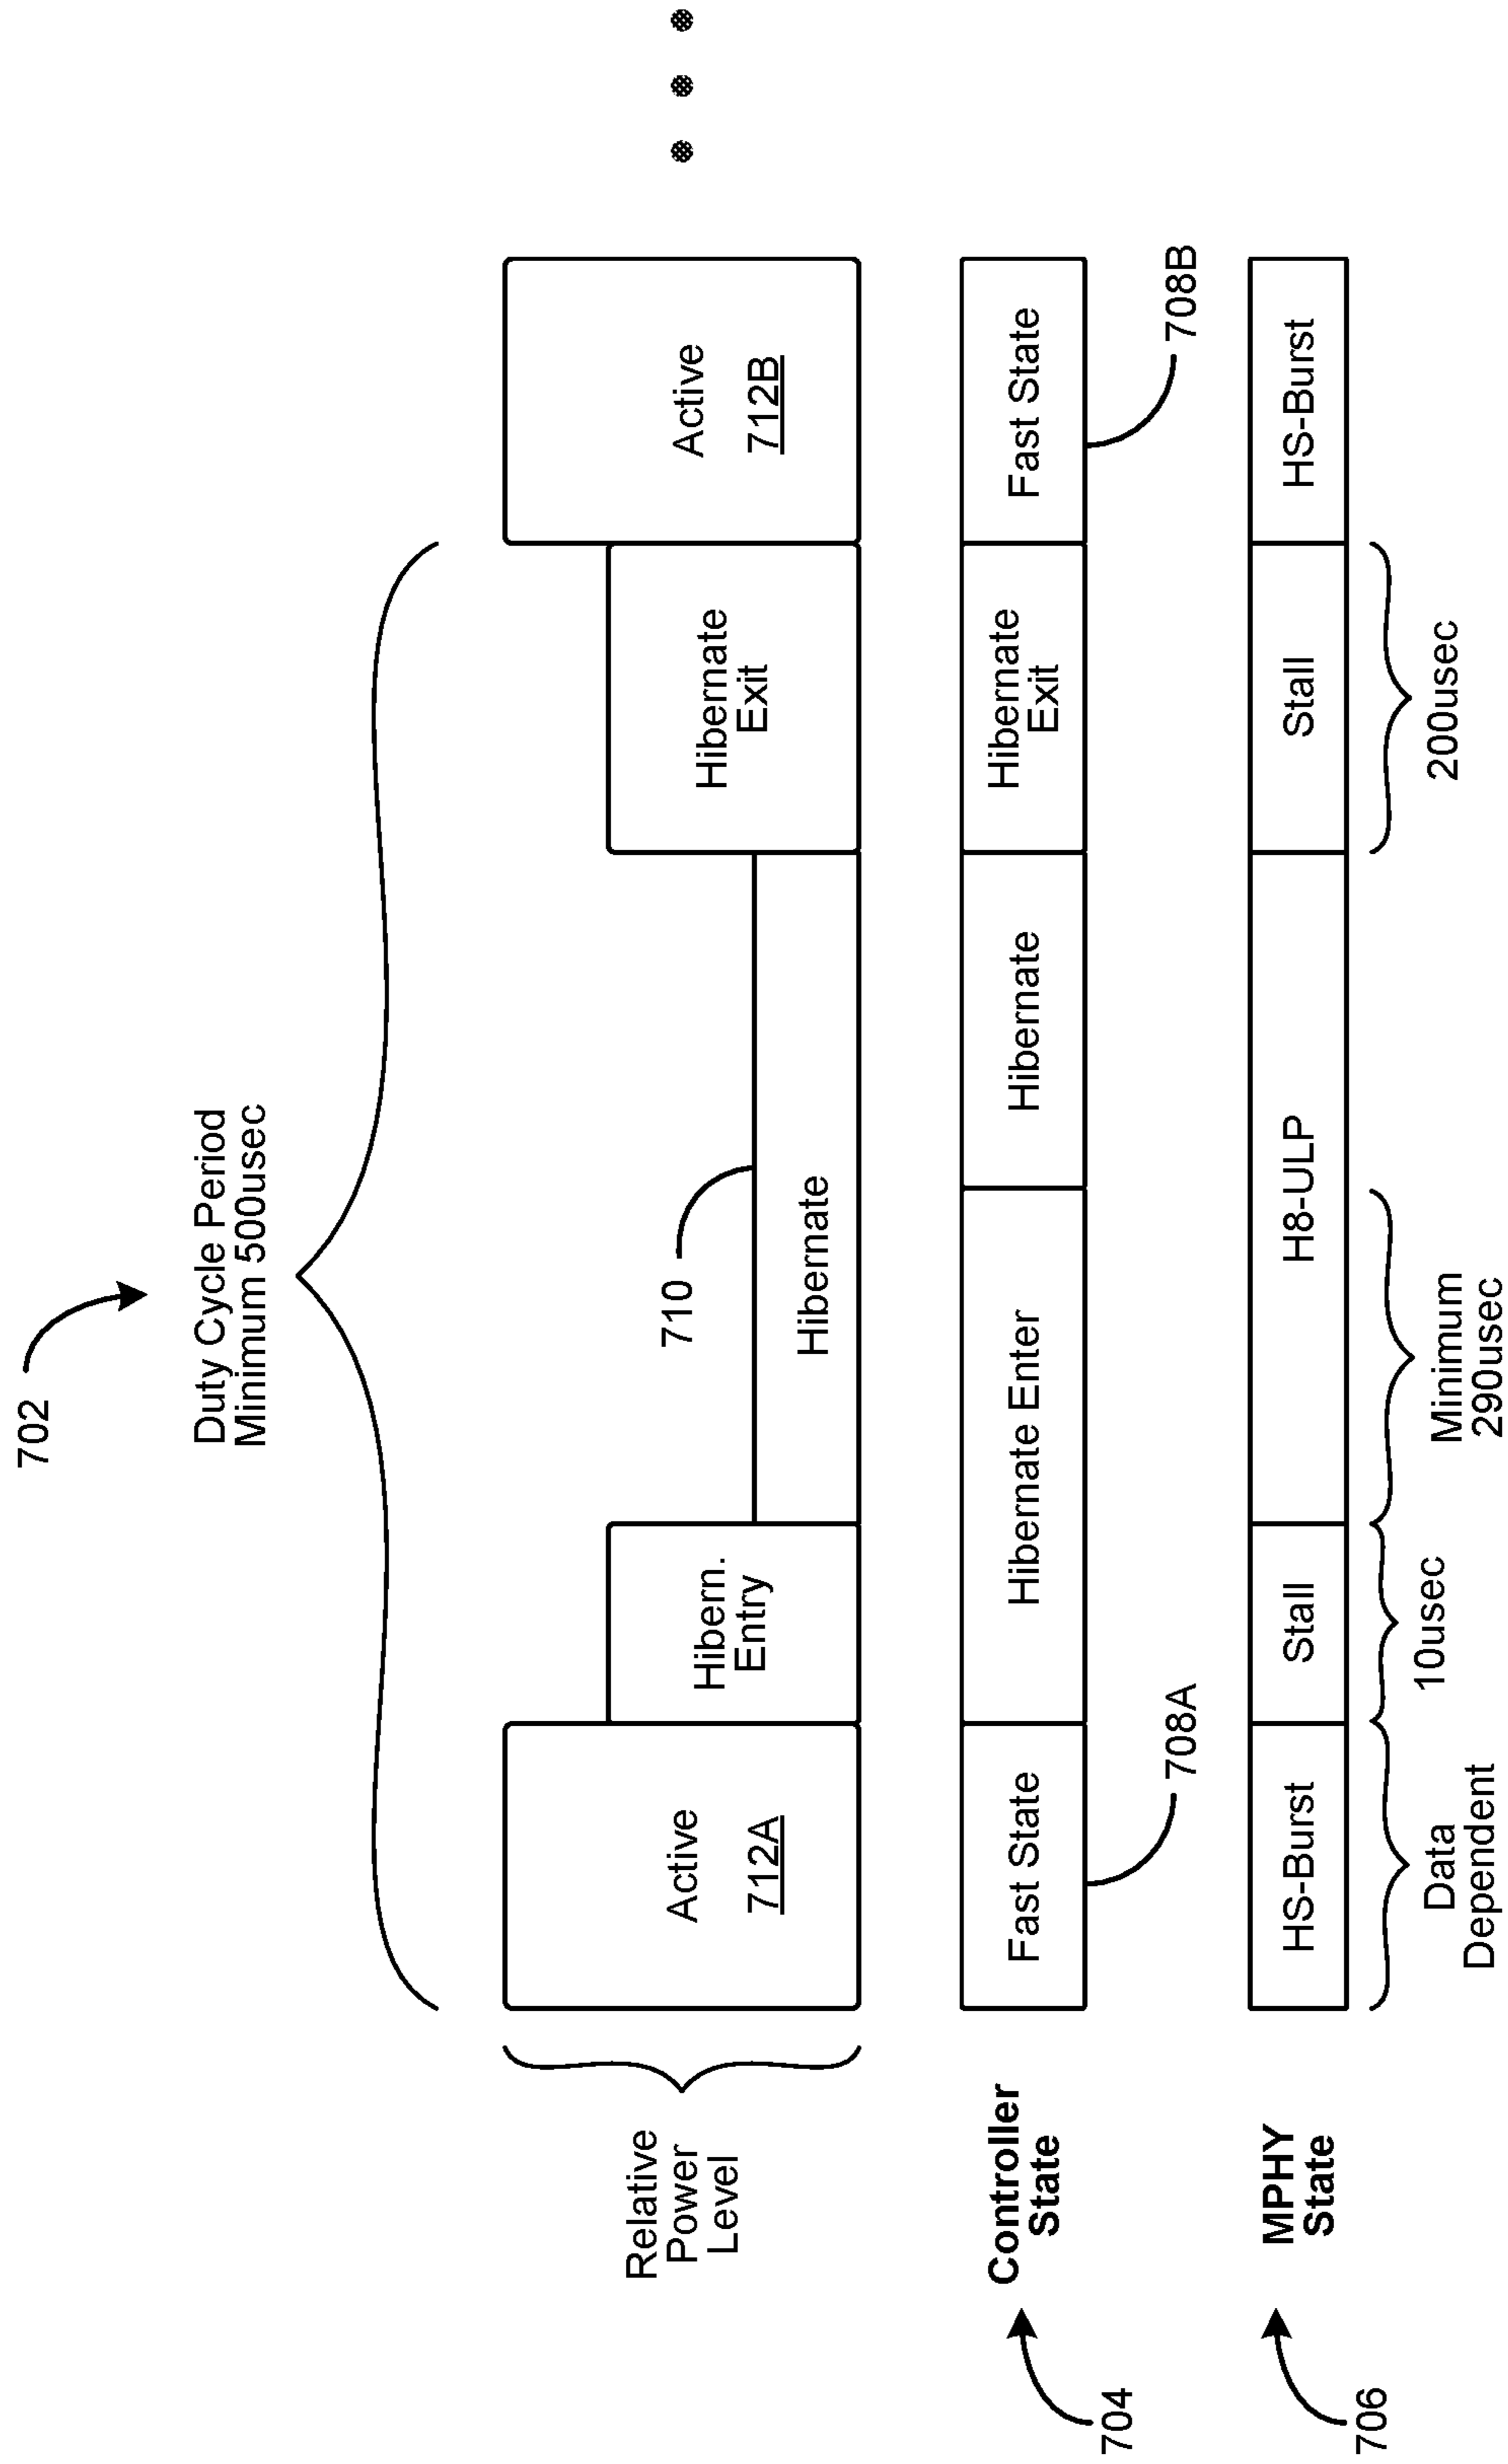 702
Duty Cycle Period
Minimum 500usec
Relative
Power
Level
Active
712A
Hibern.
Entry
710
Hibernate
Hibernate
Exit
Active
712B
Controller
State
704
Fast State
Hibernate Enter
Hibernate
Hibernate
Exit
Fast State
708A
708B
MPHY
State
706
HS-Burst
Stall
H8-ULP
Stall
HS-Burst
Data
Dependent
10usec
Minimum
290usec
200usec